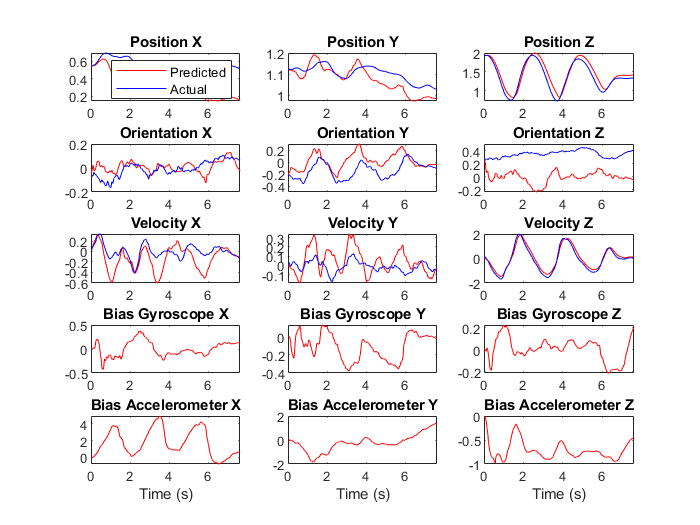 Position X
Position Y
Position Z
0.6
0.4
0.2
Predicted
Actual
1.2
1.1
1
2
1.5
1
0 2 4 6
0 2 4 6
0 2 4 6
Orientation X
Orientation Y
Orientation Z
0.2
0
-0.2
0.2
0
-0.2
-0.4
0.4
0.2
0
-0.2
0 2 4 6
0 2 4 6
0 2 4 6
Velocity X
Velocity Y
Velocity Z
0.2
0
-0.2
-0.4
-0.6
0.3
0.2
0.1
0
-0.1
2
0
-2
0 2 4 6
0 2 4 6
0 2 4 6
Bias Gyroscope X
Bias Gyroscope Y
Bias Gyroscope Z
0.5
0
-0.5
0
-0.2
-0.4
0.2
0
-0.2
0 2 4 6
0 2 4 6
0 2 4 6
Bias Accelerometer X
Bias Accelerometer Y
Bias Accelerometer Z
4
2
0
2
0
-2
0
-0.5
-1
0 2 4 6
0 2 4 6
0 2 4 6
Time (s)
Time (s)
Time (s)